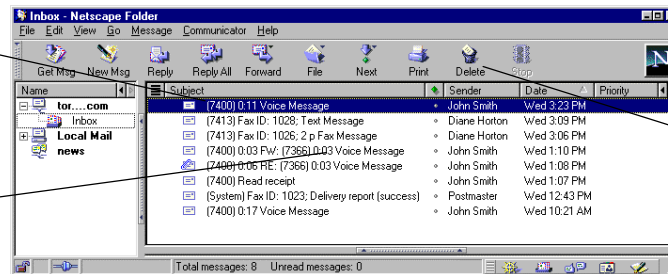 Inbox - Netscape Folder
File Edit View Go Message Communicator Help
Get Msg New Msg Reply Reply All Forward File Next Print Delete Stop
N
Name Subject Sender Date Priority
tor....com
Inbox
Local Mail
news
(7400) 0:11 Voice Message John Smith Wed 3:23 PM
(7413) Fax ID: 1028; Text Message Diane Horton Wed 3:09 PM
(7413) Fax ID: 1026; 2 p Fax Message Diane Horton Wed 3:06 PM
(7400) 0:03 FW: (7366) 0:03 Voice Message John Smith Wed 1:10 PM
(7400) 0:06 RE: (7366) 0:03 Voice Message John Smith Wed 1:08 PM
(7400) Read receipt John Smith Wed 1:07 PM
(System) Fax ID: 1023; Delivery report (success) Postmaster Wed 12:43 PM
(7400) 0:17 Voice Message John Smith Wed 10:21 AM
Total messages: 8 Unread messages: 0